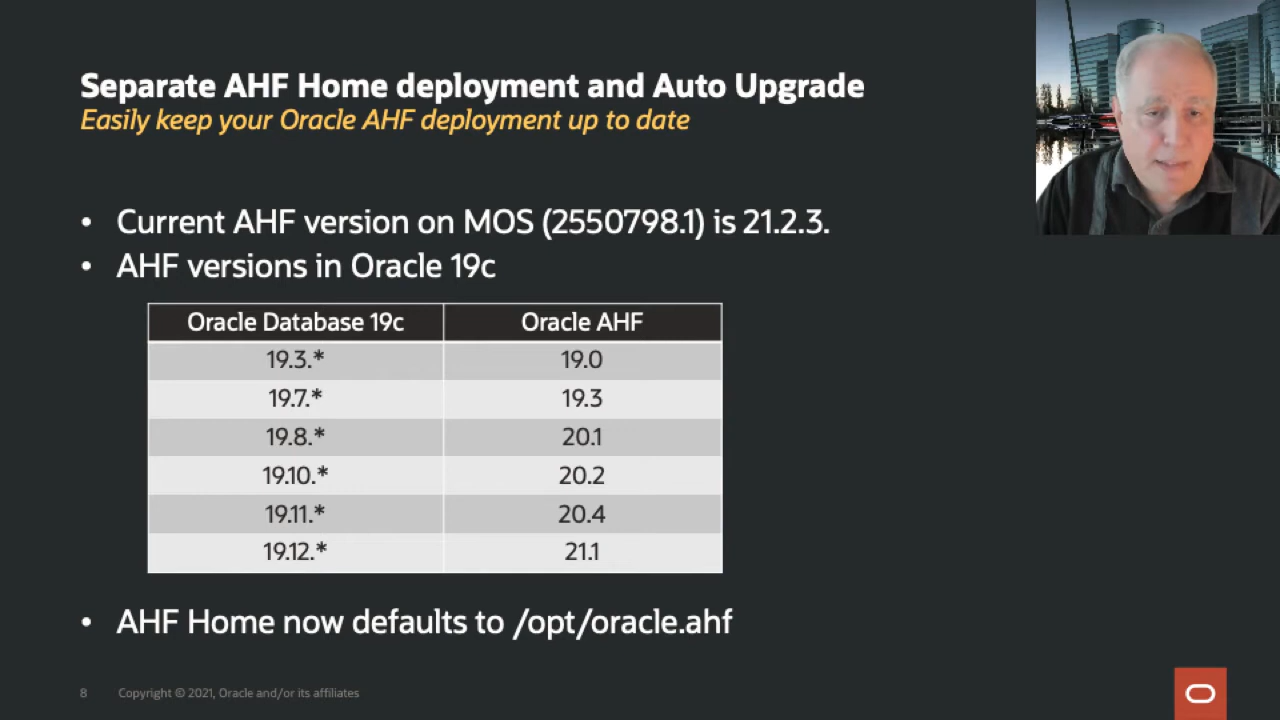 Separate AHF Home deployment and Auto Upgrade
Easily keep your Oracle AHF deployment up to date
• Current AHF version on MOS (2550798.1) is 21.2.3.
• AHF versions in Oracle 19c
Oracle Database 19c Oracle AHF
19.3.* 19.0
19.7.* 19.3
19.8.* 20.1
19.10.* 20.2
19.11.* 20.4
19.12.* 21.1
• AHF Home now defaults to /opt/oracle.ahf
8 Copyright © 2021, Oracle and/or its affiliates